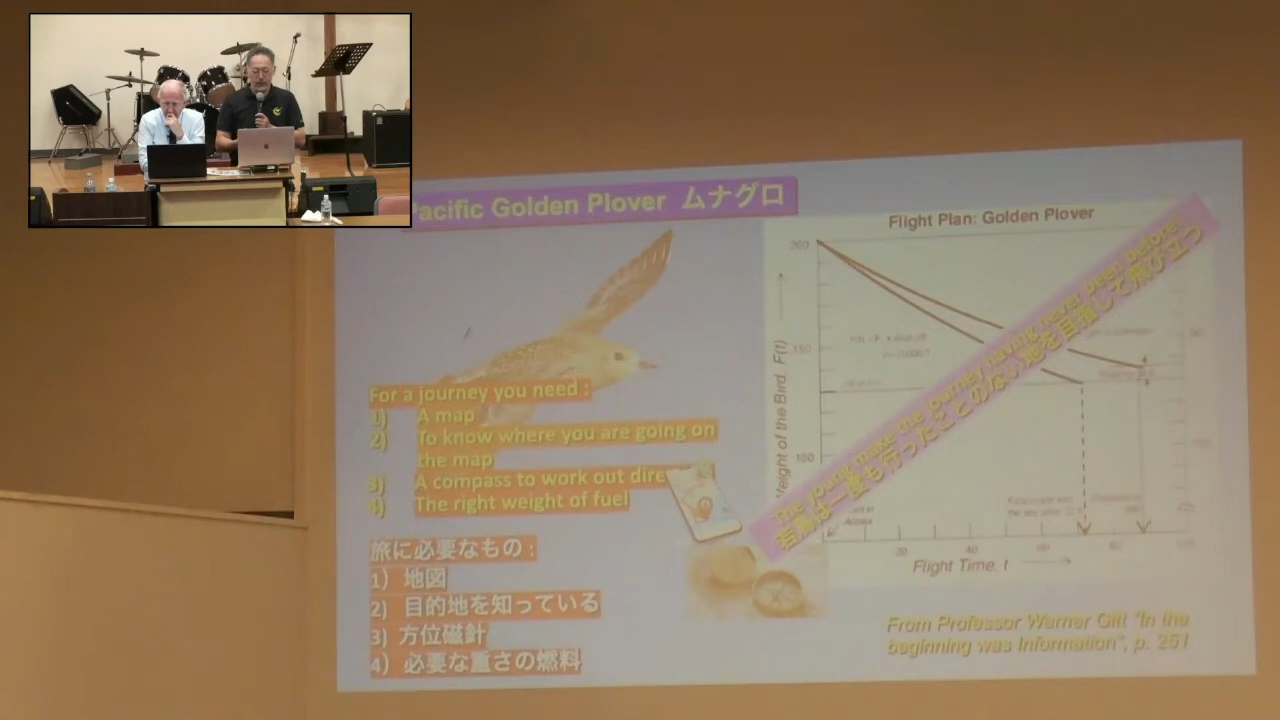 Pacific Golden Plover ムナグロ
For a journey you need :
1) A map
2) To know where you are going on
the map
3) A compass to work out dire
4) The right weight of fuel
旅に必要なもの :
1) 地図
2) 目的地を知っている
3) 方位磁針
4) 必要な重さの燃料
Flight Plan: Golden Plover
The young make the journey having never been before
若鳥は一度も行ったことのない地を目指して飛び立つ
Weight of the Bird, F(t)
150
100
20
40
60
80
Flight Time, t
From Professor Werner Gitt "In the
beginning was Information", p. 251